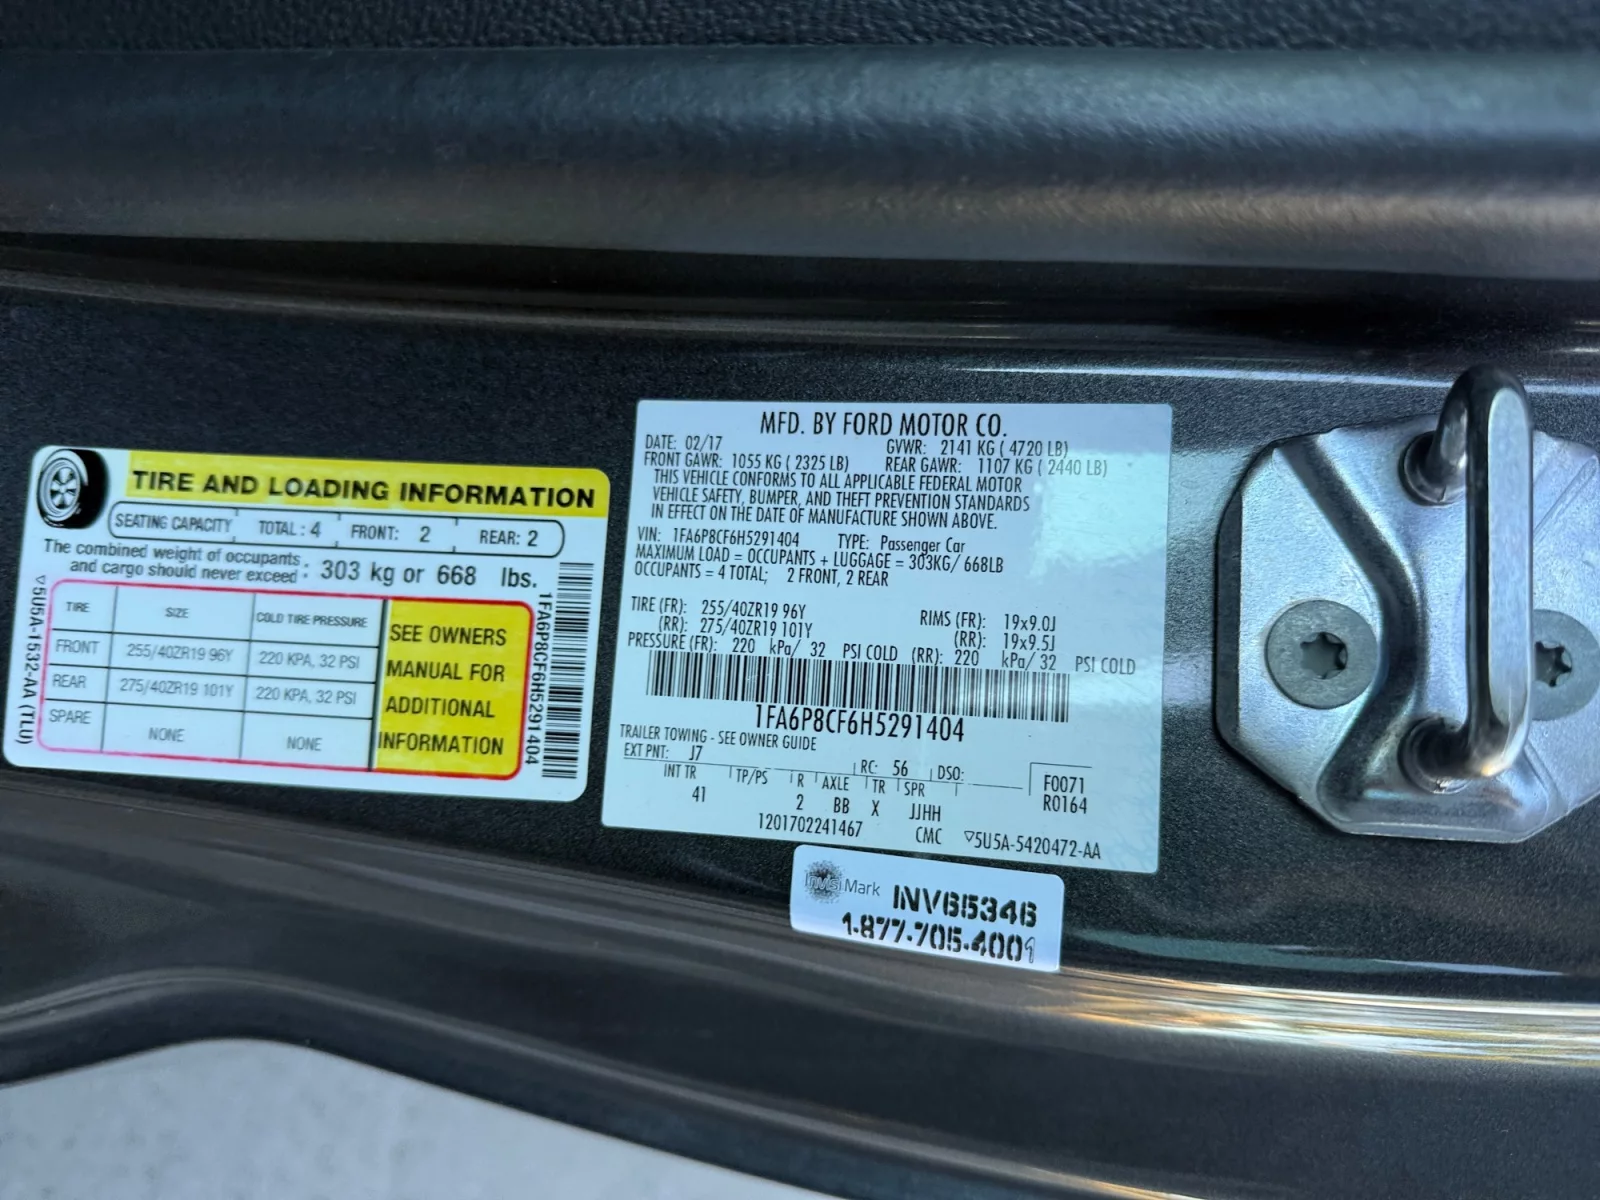 TIRE AND LOADING INFORMATION
SEATING CAPACITY TOTAL : 4 FRONT: 2 REAR: 2
The combined weight of occupants and cargo should never exceed : 303 kg or 668 lbs.
TIRE SIZE COLD TIRE PRESSURE
FRONT 255/40ZR19 96Y 220 KPA, 32 PSI
REAR 275/40ZR19 101Y 220 KPA, 32 PSI
SPARE NONE NONE
SEE OWNERS
MANUAL FOR
ADDITIONAL
INFORMATION
▽5U5A-1532-AA (TLU)
1FA6P8CF6H5291404
MFD. BY FORD MOTOR CO.
DATE: 02/17 GVWR: 2141 KG ( 4720 LB)
FRONT GAWR: 1055 KG ( 2325 LB) REAR GAWR: 1107 KG ( 2440 LB)
THIS VEHICLE CONFORMS TO ALL APPLICABLE FEDERAL MOTOR
VEHICLE SAFETY, BUMPER, AND THEFT PREVENTION STANDARDS
IN EFFECT ON THE DATE OF MANUFACTURE SHOWN ABOVE.
VIN: 1FA6P8CF6H5291404 TYPE: Passenger Car
MAXIMUM LOAD = OCCUPANTS + LUGGAGE = 303KG/ 668LB
OCCUPANTS = 4 TOTAL; 2 FRONT, 2 REAR
TIRE (FR): 255/40ZR19 96Y RIMS (FR): 19x9.0J
(RR): 275/40ZR19 101Y (RR): 19x9.5J
PRESSURE (FR): 220 kPa/ 32 PSI COLD (RR): 220 kPa/ 32 PSI COLD
1FA6P8CF6H5291404
TRAILER TOWING - SEE OWNER GUIDE
EXT PNT: J7 RC: 56 DSO: F0071
INT TR TP/PS R AXLE TR SPR R0164
41 2 BB X JJHH
1201702241467 CMC ▽5U5A-5420472-AA
InVisiMark INV65346
1-877-705-4001